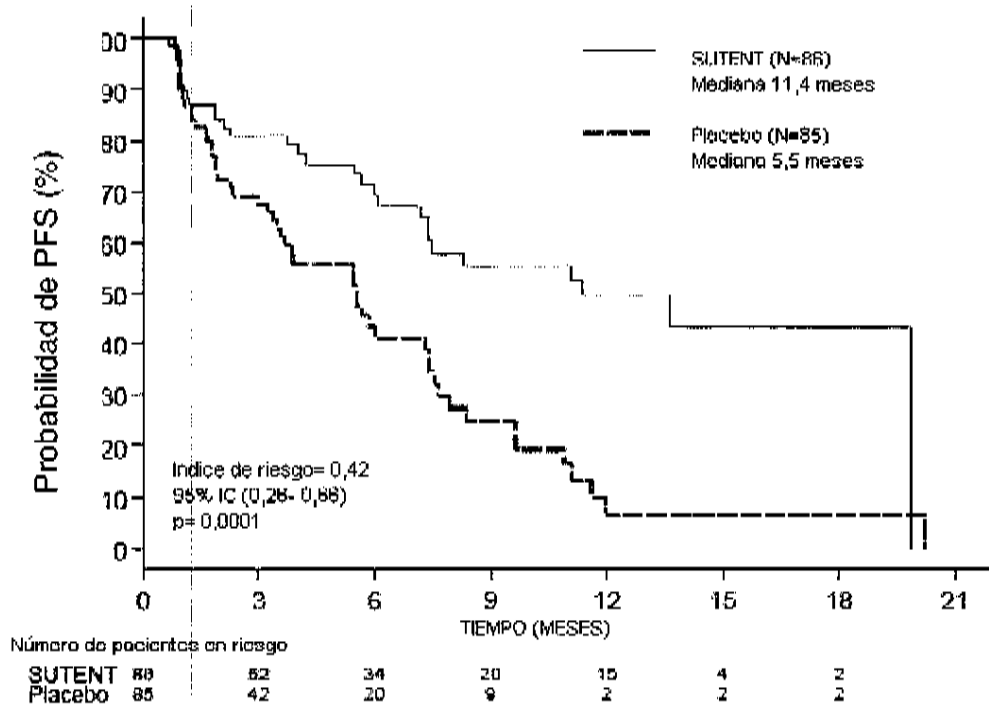 SUTENT (N=86)
Mediana 11,4 meses
Placebo (N=85)
Mediana 5,5 meses
Probabilidad de PFS (%)
00
90
80
70
60
50
40
30
20
10
0
Indice de riesgo= 0,42
95% IC (0,26- 0,66)
p= 0,0001
0 3 6 9 12 15 18 21
TIEMPO (MESES)
Número de pacientes en riesgo
SUTENT 86 52 34 20 15 4 2
Placebo 85 42 20 9 2 2 2